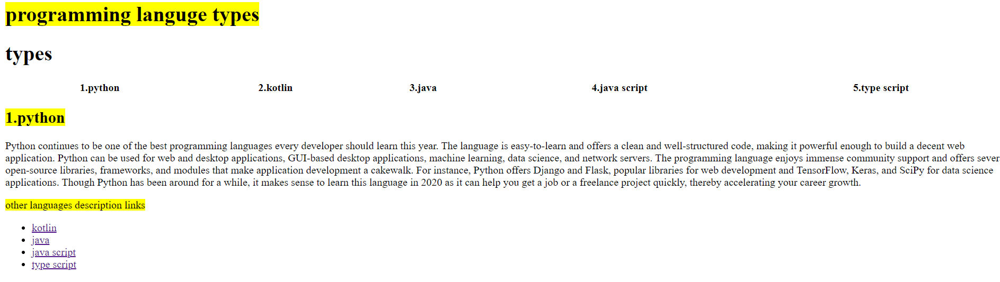 programming languge types
types
1.python 2.kotlin 3.java 4.java script 5.type script
1.python
Python continues to be one of the best programming languages every developer should learn this year. The language is easy-to-learn and offers a clean and well-structured code, making it powerful enough to build a decent web
application. Python can be used for web and desktop applications, GUI-based desktop applications, machine learning, data science, and network servers. The programming language enjoys immense community support and offers sever
open-source libraries, frameworks, and modules that make application development a cakewalk. For instance, Python offers Django and Flask, popular libraries for web development and TensorFlow, Keras, and SciPy for data science
applications. Though Python has been around for a while, it makes sense to learn this language in 2020 as it can help you get a job or a freelance project quickly, thereby accelerating your career growth.
other languages description links
kotlin
java
java script
type script